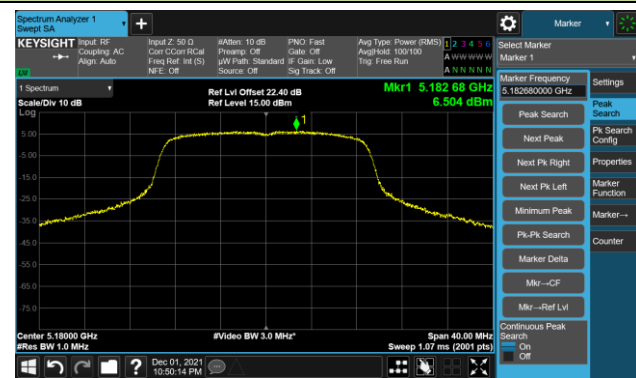 Spectrum Analyzer 1
Swept SA
Marker
KEYSIGHT
Input: RF
Coupling: AC
Align: Auto
Input Z: 50 Ω
Corr CCorr RCal
Freq Ref: Int (S)
NFE: Off
#Atten: 10 dB
Preamp: Off
µW Path: Standard
Source: Off
PNO: Fast
Gate: Off
IF Gain: Low
Sig Track: Off
Avg Type: Power (RMS)
Avg|Hold: 100/100
Trig: Free Run
1 2 3 4 5 6
A W W W W W
A N N N N N
LXI
Select Marker
Marker 1
1 Spectrum
Scale/Div 10 dB
Log
Ref Lvl Offset 22.40 dB
Ref Level 15.00 dBm
Mkr1 5.182 68 GHz
6.504 dBm
1
5.00
-5.00
-15.0
-25.0
-35.0
-45.0
-55.0
-65.0
-75.0
Center 5.18000 GHz
#Res BW 1.0 MHz
#Video BW 3.0 MHz*
Span 40.00 MHz
Sweep 1.07 ms (2001 pts)
Marker Frequency
5.182680000 GHz
Peak Search
Next Peak
Next Pk Right
Next Pk Left
Minimum Peak
Pk-Pk Search
Marker Delta
Mkr→CF
Mkr→Ref Lvl
Continuous Peak
Search
On
Off
Settings
Peak
Search
Pk Search
Config
Properties
Marker
Function
Marker→
Counter
?
Dec 01, 2021
10:50:14 PM